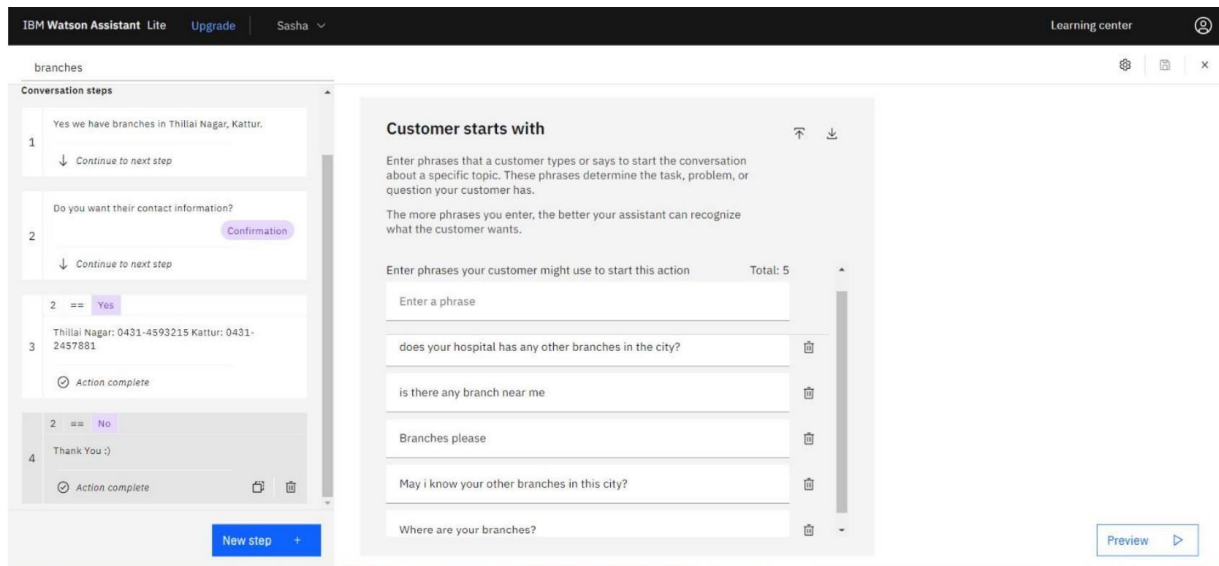 IBM Watson Assistant Lite Upgrade Sasha Learning center
branches
Conversation steps
1
Yes we have branches in Thillai Nagar, Kattur.
Continue to next step
2
Do you want their contact information?
Confirmation
Continue to next step
2 == Yes
3
Thillai Nagar: 0431-4593215 Kattur: 0431-
2457881
Action complete
2 == No
4
Thank You :)
Action complete
New step +
Customer starts with
Enter phrases that a customer types or says to start the conversation
about a specific topic. These phrases determine the task, problem, or
question your customer has.
The more phrases you enter, the better your assistant can recognize
what the customer wants.
Enter phrases your customer might use to start this action Total: 5
Enter a phrase
does your hospital has any other branches in the city?
is there any branch near me
Branches please
May i know your other branches in this city?
Where are your branches?
Preview